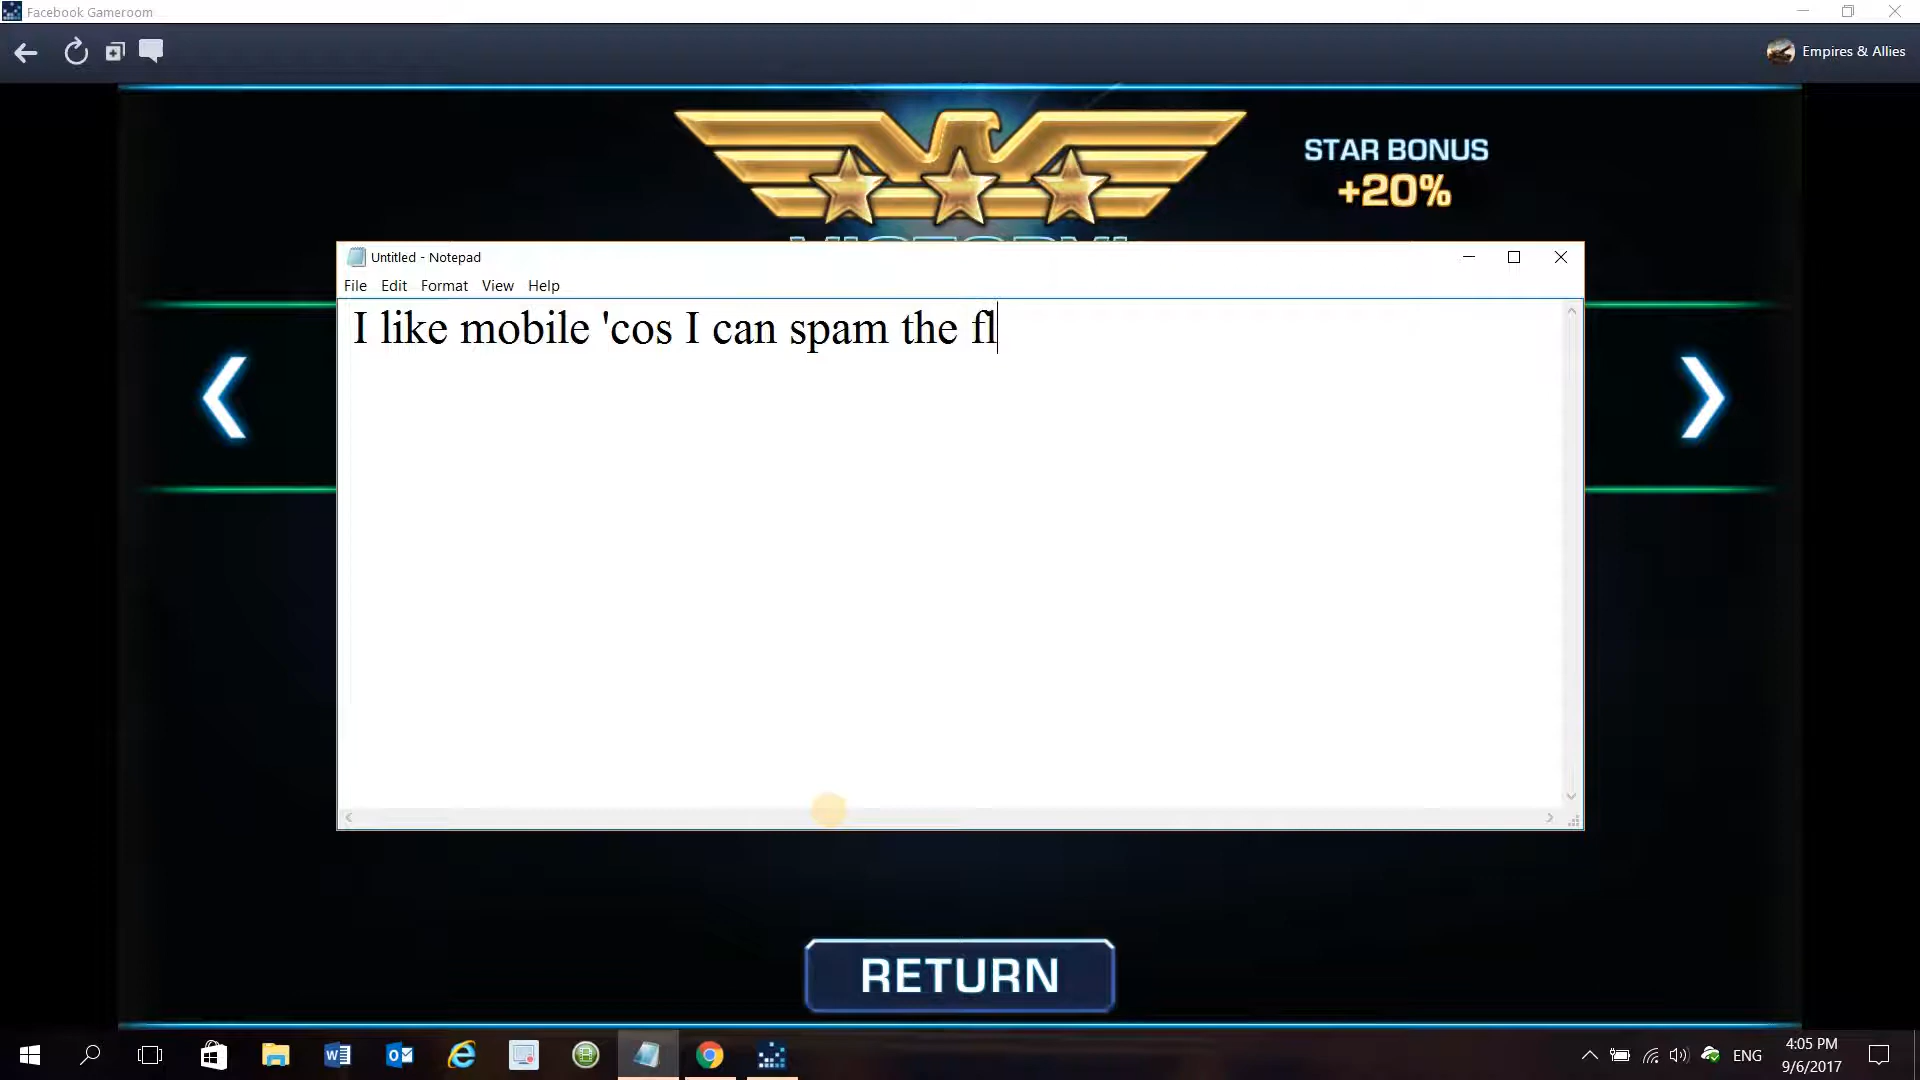 Facebook Gameroom
Empires & Allies
STAR BONUS
+20%
Untitled - Notepad
File Edit Format View Help
I like mobile 'cos I can spam the fl
RETURN
ENG
4:05 PM
9/6/2017